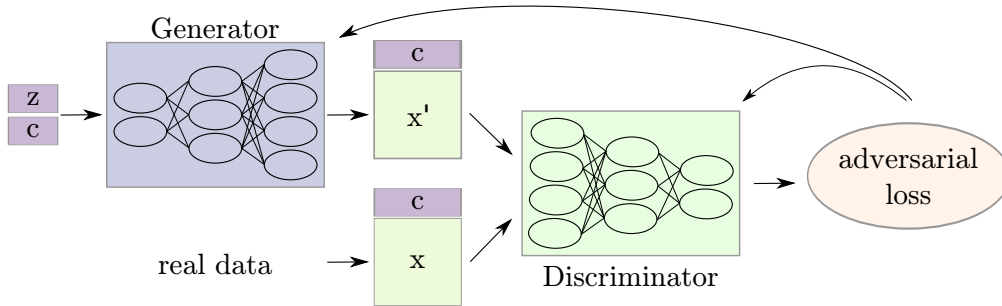 Generator
z
c
c
x'
c
x
real data
Discriminator
adversarial
loss